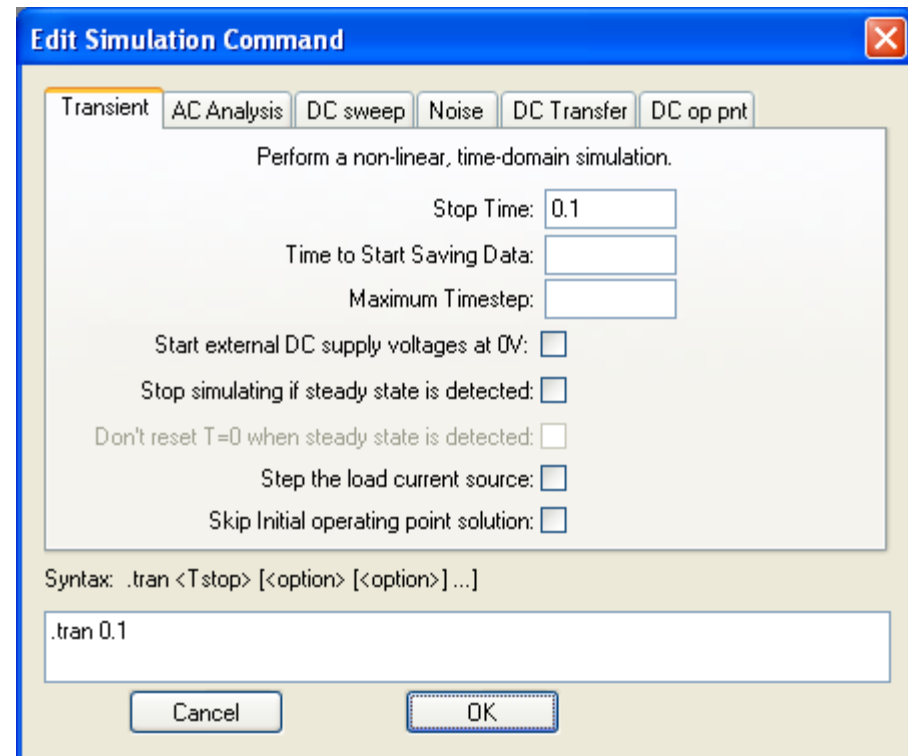 Edit Simulation Command
Transient AC Analysis DC sweep Noise DC Transfer DC op pnt
Perform a non-linear, time-domain simulation.
Stop Time: 0.1
Time to Start Saving Data:
Maximum Timestep:
Start external DC supply voltages at 0V:
Stop simulating if steady state is detected:
Don't reset T=0 when steady state is detected:
Step the load current source:
Skip Initial operating point solution:
Syntax: .tran <Tstop> [<option> [<option>] ...]
.tran 0.1
Cancel OK